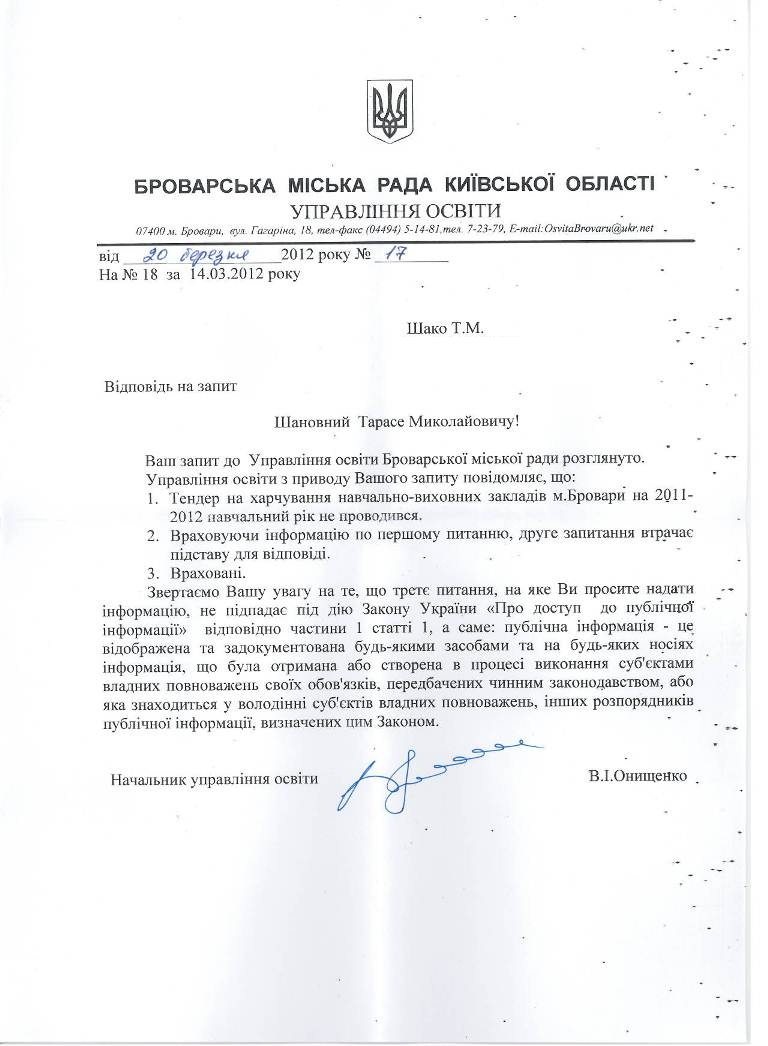 БРОВАРСЬКА МІСЬКА РАДА КИЇВСЬКОЇ ОБЛАСТІ
УПРАВЛІННЯ ОСВІТИ
07400 м. Бровари, вул. Гагаріна, 18, тел-факс (04494) 5-14-81,тел. 7-23-79, E-mail:OsvitaBrovaru@ukr.net
від 20 березня 2012 року № 17
На № 18 за 14.03.2012 року
Шако Т.М.
Відповідь на запит
Шановний Тарасе Миколайовичу!
Ваш запит до Управління освіти Броварської міської ради розглянуто.
Управління освіти з приводу Вашого запиту повідомляє, що:
1. Тендер на харчування навчально-виховних закладів м.Бровари на 2011-
2012 навчальний рік не проводився.
2. Враховуючи інформацію по першому питанню, друге запитання втрачає
підставу для відповіді.
3. Враховані.
Звертаємо Вашу увагу на те, що третє питання, на яке Ви просите надати
інформацію, не підпадає під дію Закону України «Про доступ до публічної
інформації» відповідно частини 1 статті 1, а саме: публічна інформація - це
відображена та задокументована будь-якими засобами та на будь-яких носіях
інформація, що була отримана або створена в процесі виконання суб'єктами
владних повноважень своїх обов'язків, передбачених чинним законодавством, або
яка знаходиться у володінні суб'єктів владних повноважень, інших розпорядників
публічної інформації, визначених цим Законом.
Начальник управління освіти В.І.Онищенко